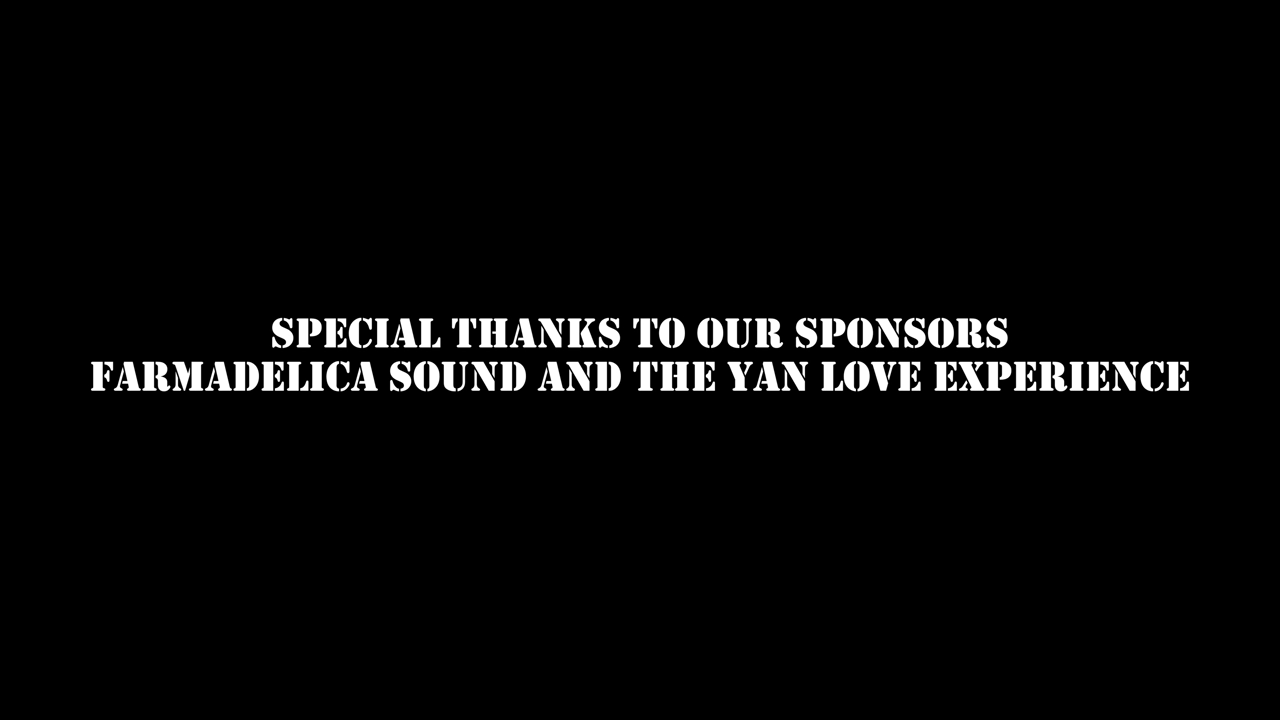 SPECIAL THANKS TO OUR SPONSORS
FARMADELICA SOUND AND THE YAN LOVE EXPERIENCE